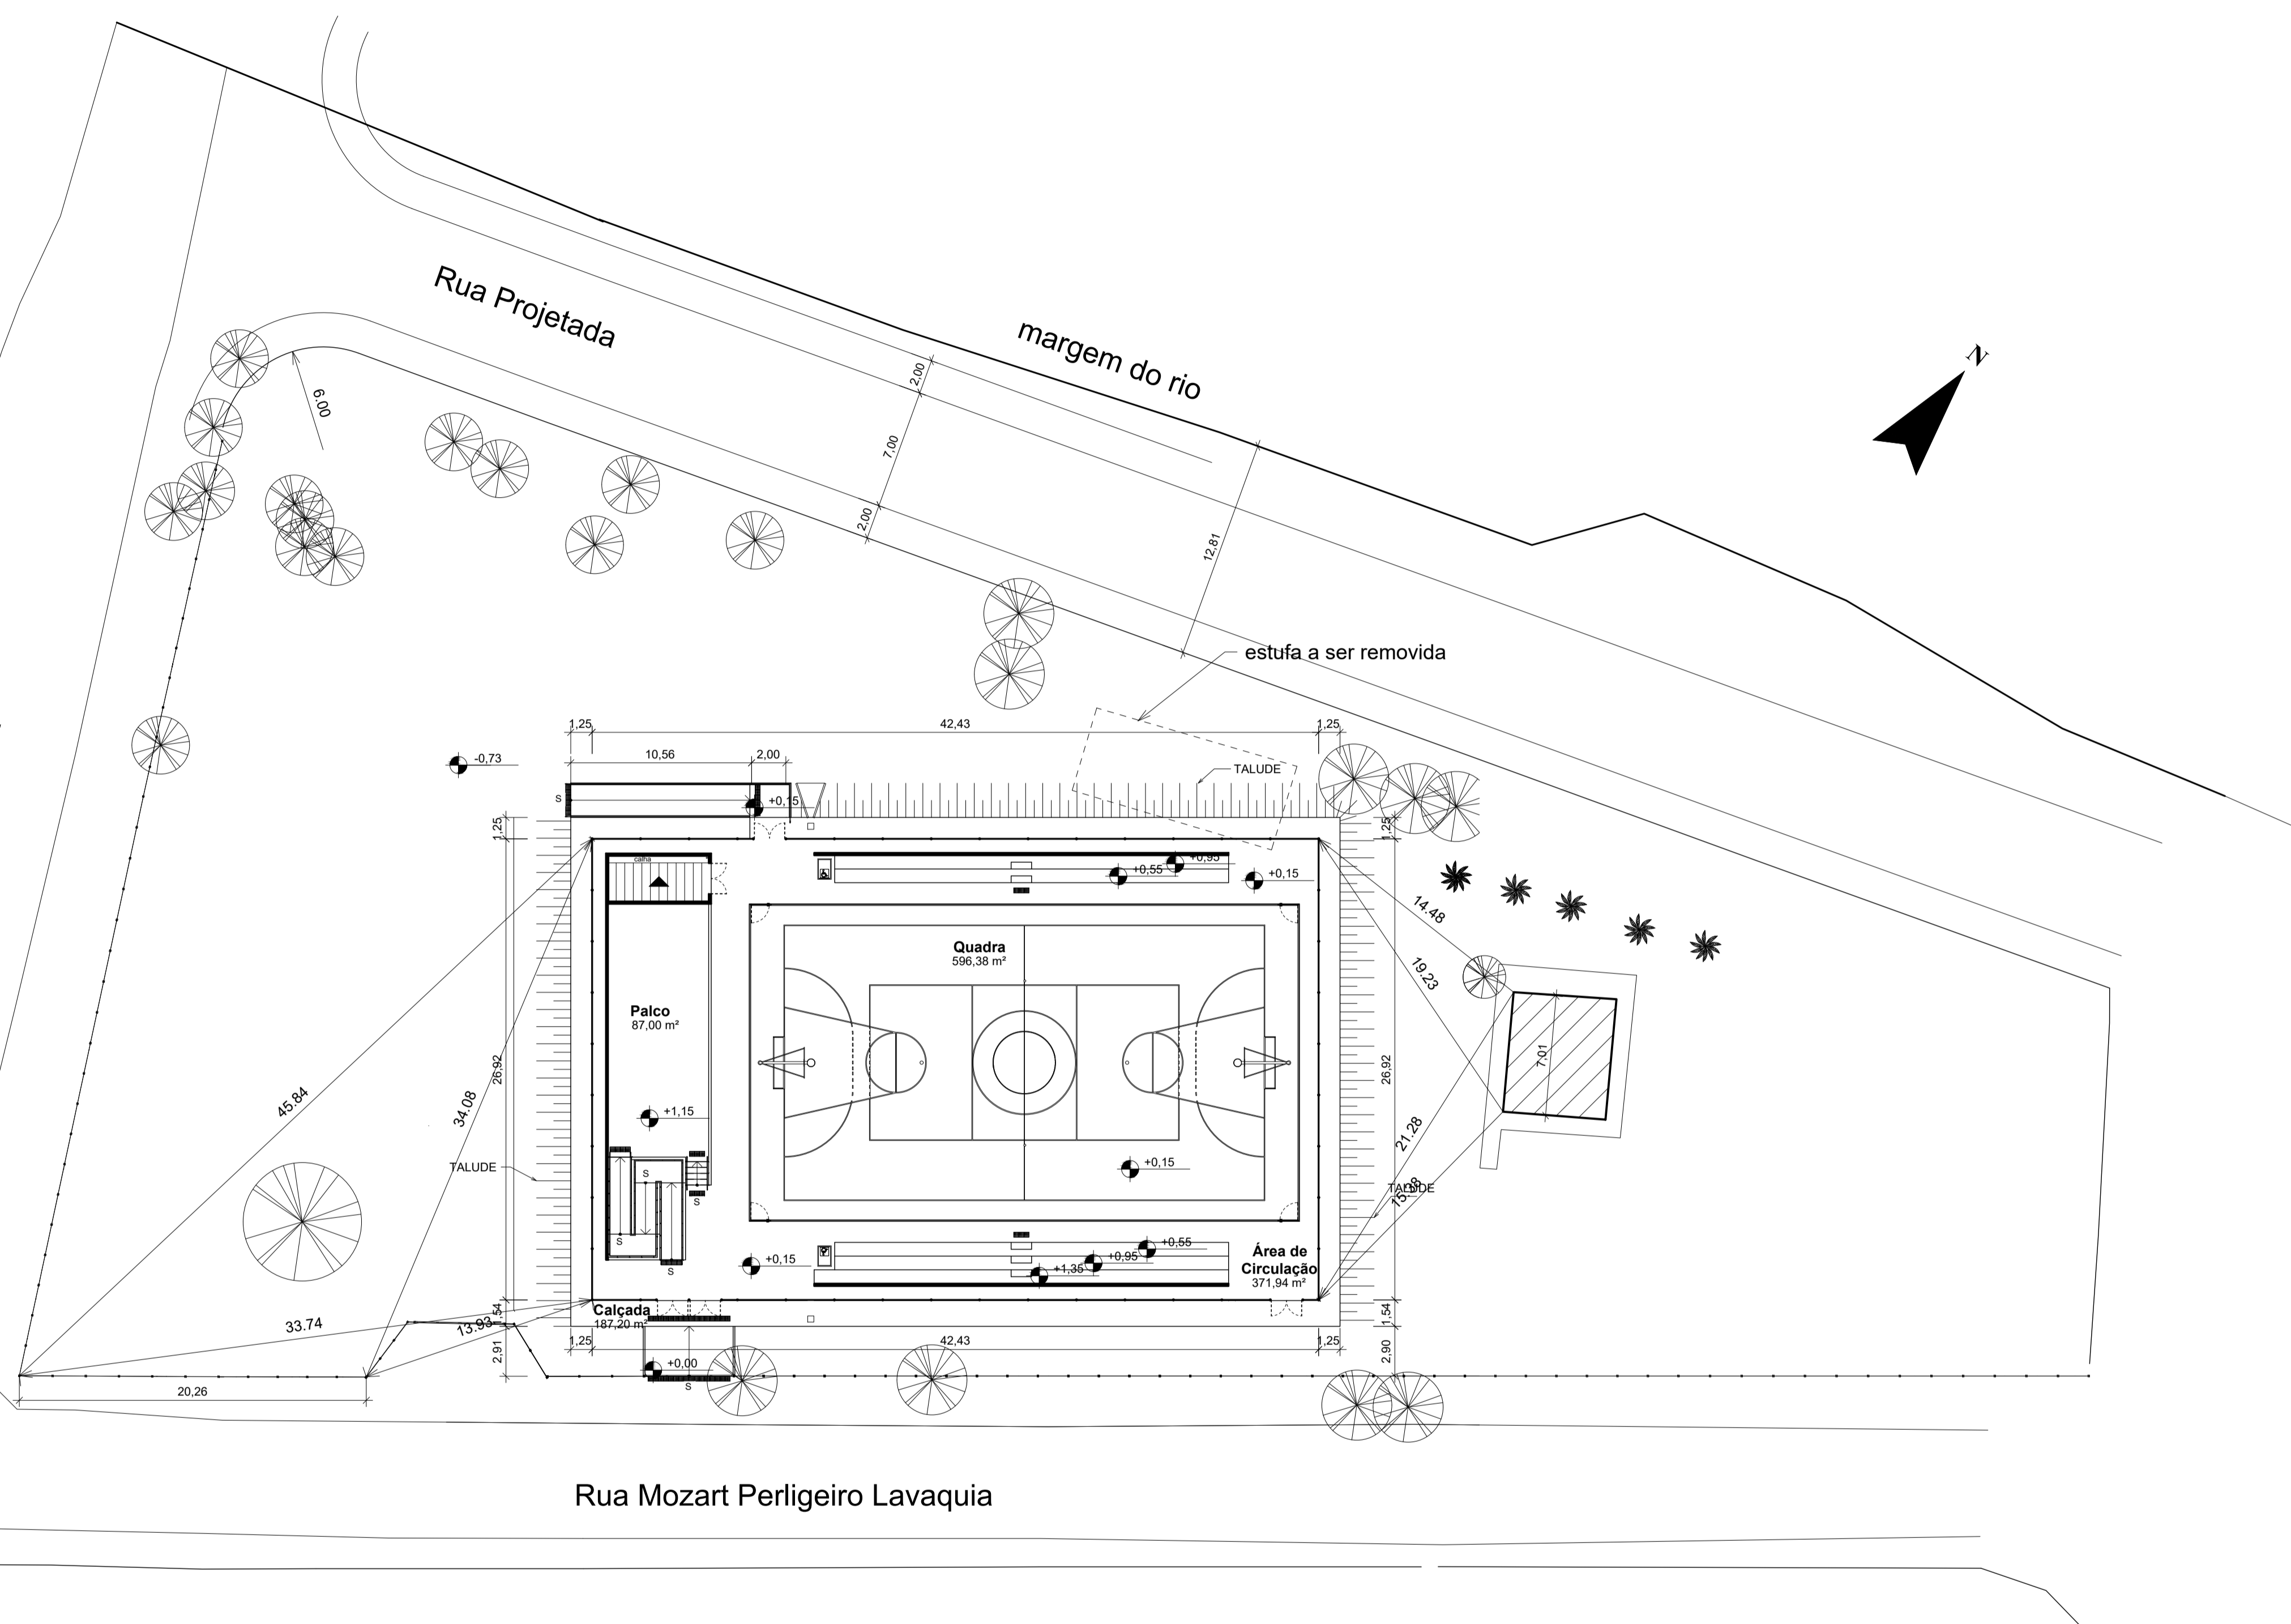 N
Rua Projetada
margem do rio
6.00
2,00
7,00
2,00
12,81
estufa a ser removida
1,25
42,43
1,25
10,56
2,00
-0,73
TALUDE
S
+0,15
1,25
1,25
calha
+0,95
+0,55
+0,15
14.48
Quadra
596,38 m²
19.23
Palco
87,00 m²
7,01
26,92
26,92
45.84
34.08
+1,15
21.28
TALUDE
S
+0,15
TALUDE
15.38
S
S
S
+0,55
+0,15
+0,95
+1,35
Área de
Circulação
371,94 m²
Calçada
187,20 m²
1,54
1,54
33.74
13.93
1,25
42,43
1,25
2,91
2,90
+0,00
S
20,26
Rua Mozart Perligeiro Lavaquia